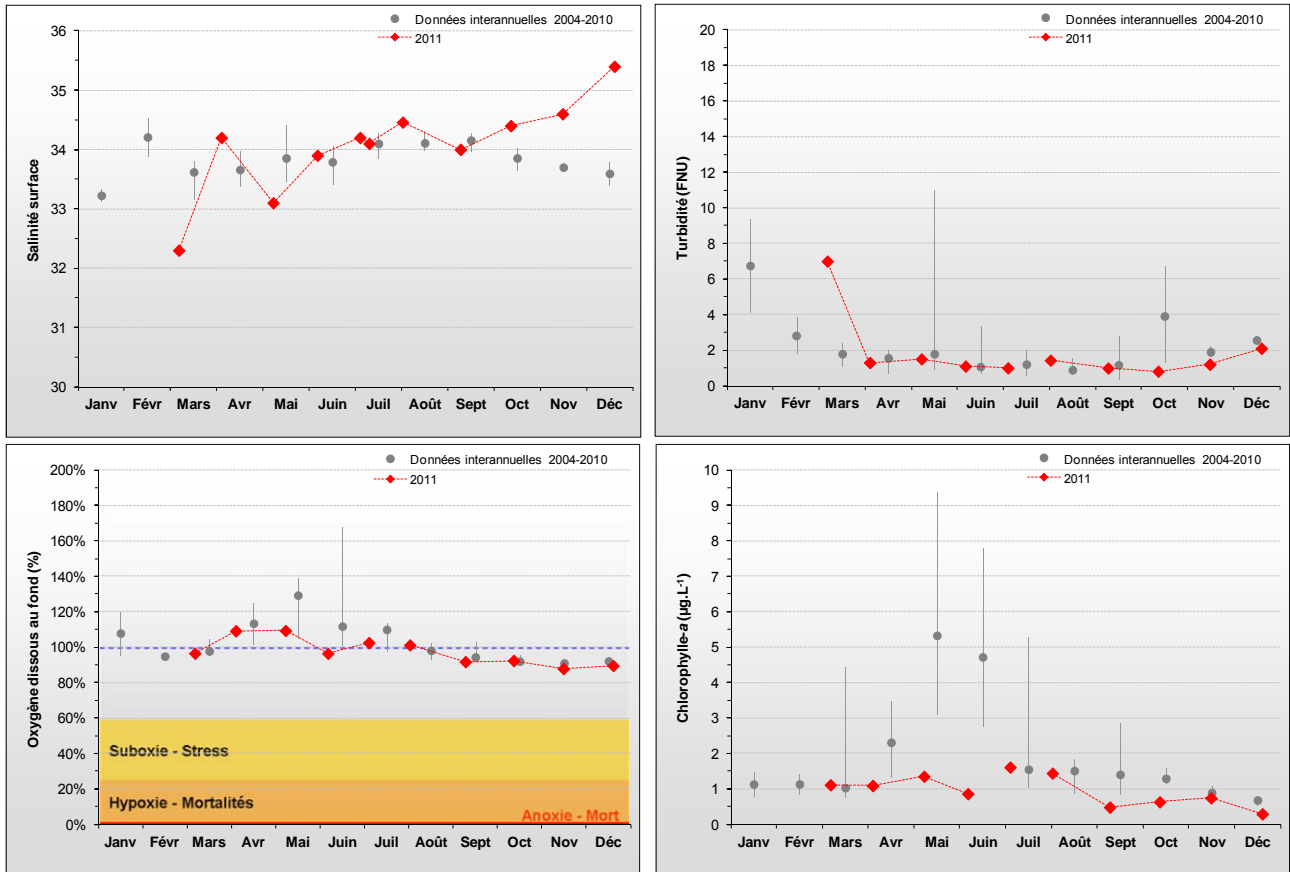 Données interannuelles 2004-2010
2011
Salinité surface
36
35
34
33
32
31
30
Janv Févr Mars Avr Mai Juin Juil Août Sept Oct Nov Déc
Données interannuelles 2004-2010
2011
Turbidité (FNU)
20
18
16
14
12
10
8
6
4
2
0
Janv Févr Mars Avr Mai Juin Juil Août Sept Oct Nov Déc
Données interannuelles 2004-2010
2011
Oxygène dissous au fond (%)
200%
180%
160%
140%
120%
100%
80%
60%
40%
20%
0%
Suboxie - Stress
Hypoxie - Mortalités
Anoxie - Mort
Janv Févr Mars Avr Mai Juin Juil Août Sept Oct Nov Déc
Données interannuelles 2004-2010
2011
Chlorophylle-a (µg.L-1)
10
9
8
7
6
5
4
3
2
1
0
Janv Févr Mars Avr Mai Juin Juil Août Sept Oct Nov Déc